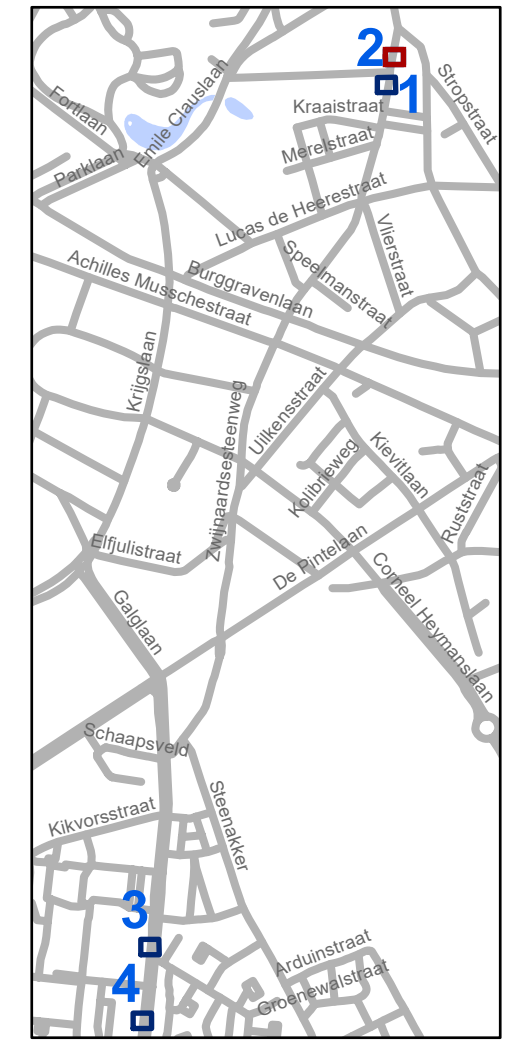 2
1
Stropstraat
Emile Clauslaan
Fortlaan
Kraaistraat
Merelstraat
Parklaan
Lucas de Heerestraat
Vlierstraat
Speelmanstraat
Achilles Musschestraat
Burggravenlaan
Krijgslaan
Uilkensstraat
Zwijnaardsesteenweg
Kievitlaan
Kolibrieweg
Ruststraat
Elfjulistraat
De Pintelaan
Corneel Heymanslaan
Galglaan
Schaapsveld
Steenakker
Kikvorsstraat
3
4
Arduinstraat
Groenewalstraat